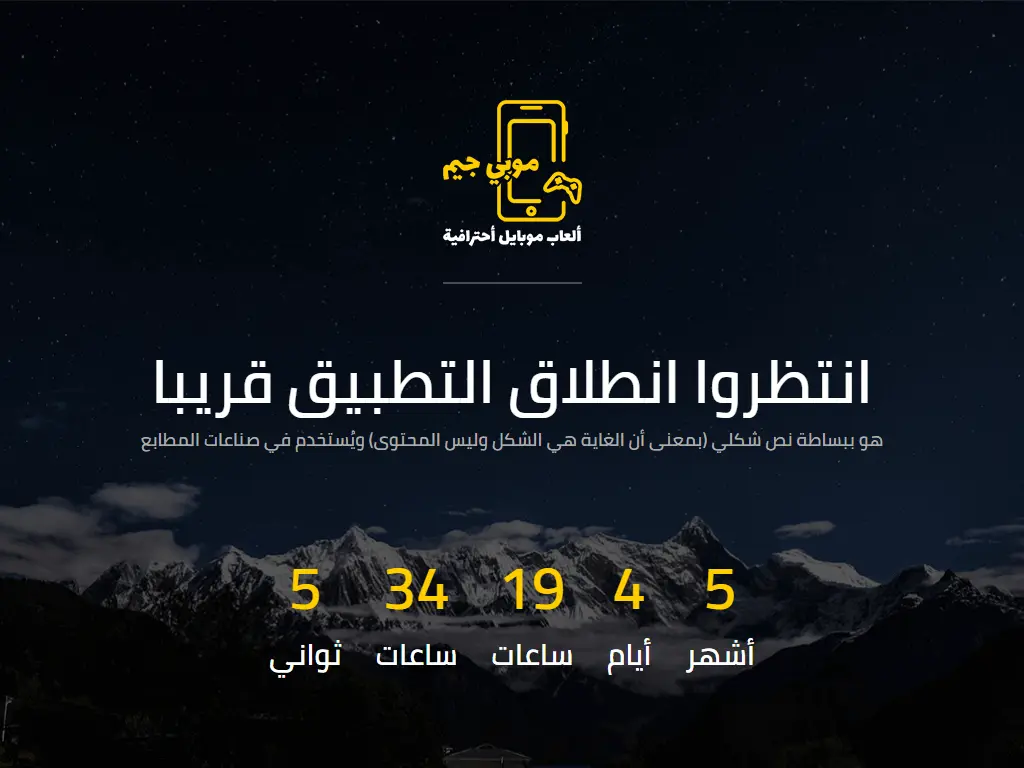 موبي جيم
ألعاب موبايل أحترافية
انتظروا انطلاق التطبيق قريبا
هو ببساطة نص شكلي (بمعنى أن الغاية هي الشكل وليس المحتوى) ويُستخدم في صناعات المطابع
5 4 19 34 5
أشهر أيام ساعات ساعات ثواني